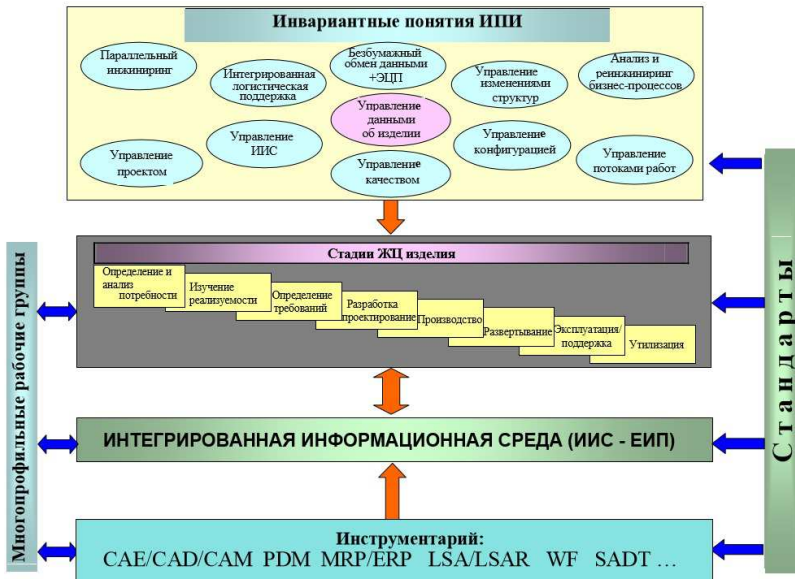 Инвариантные понятия ИПИ
Параллельный
инжиниринг
Интегрированная
логистическая
поддержка
Безбумажный
обмен данными
+ЭЦП
Управление
изменениями
структур
Анализ и
реинжиниринг
бизнес-процессов
Управление
данными
об изделии
Управление
проектом
Управление
ИИС
Управление
качеством
Управление
конфигурацией
Управление
потоками работ
Стадии ЖЦ изделия
Определение и
анализ
потребности
Изучение
реализуемости
Определение
требований
Разработка
проектирование
Производство
Развертывание
Эксплуатация/
поддержка
Утилизация
ИНТЕГРИРОВАННАЯ ИНФОРМАЦИОННАЯ СРЕДА (ИИС - ЕИП)
Инструментарий:
CAE/CAD/CAM PDM MRP/ERP LSA/LSAR WF SADT ...
Многопрофильные рабочие группы
Стандарты